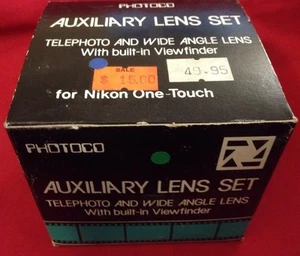 PHOTOCO
AUXILIARY LENS SET
TELEPHOTO AND WIDE ANGLE LENS
With built-in Viewfinder
SALE
$ 15.00
49.95
for Nikon One-Touch
PHOTOCO
AUXILIARY LENS SET
TELEPHOTO AND WIDE ANGLE LENS
With built-in Viewfinder